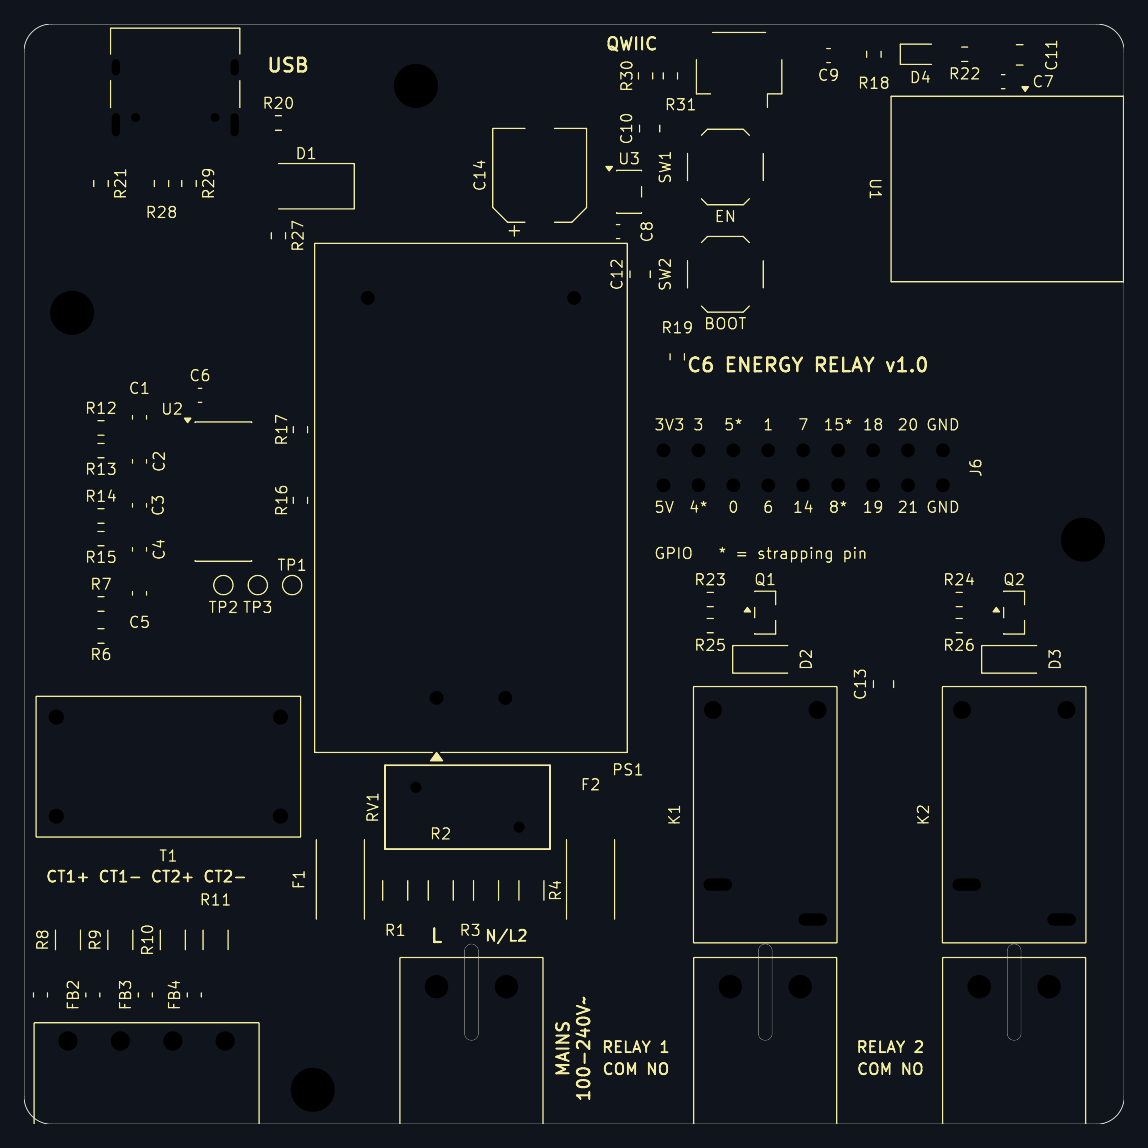 QWIIC
USB
R30
R31
C9
R18
D4
R22
C11
C7
R20
C10
U3
SW1
D1
C14
R21
R28
R29
U1
EN
R27
+
C8
C12
SW2
BOOT
R19
C6 ENERGY RELAY v1.0
C6
C1
R12
U2
3V3 3 5* 1 7 15* 18 20 GND
R17
C2
R13
J6
R14
C3
R16
5V 4* 0 6 14 8* 19 21 GND
C4
R15
GPIO * = strapping pin
TP1
R7
R23
Q1
R24
Q2
TP2 TP3
C5
R6
R25
D2
R26
D3
C13
PS1
F2
RV1
R2
K1
K2
T1
CT1+ CT1- CT2+ CT2-
F1
R4
R11
R8
R9
R10
R1
L
R3
N/L2
FB2
FB3
FB4
MAINS
100-240V~
RELAY 1
COM NO
RELAY 2
COM NO